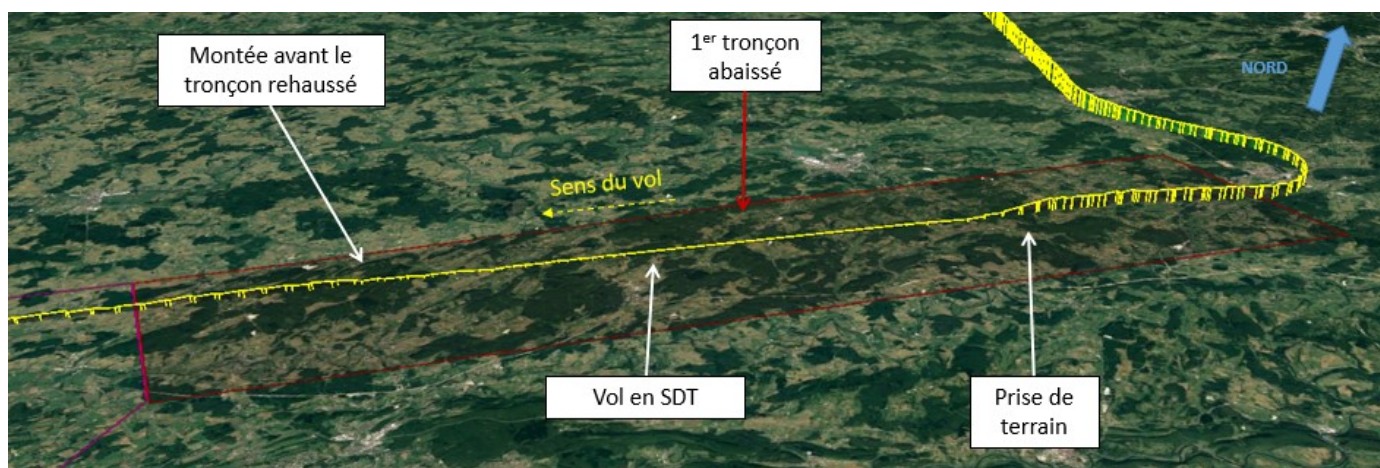 Montée avant le
tronçon rehaussé
1er tronçon
abaissé
NORD
Sens du vol
Vol en SDT
Prise de
terrain